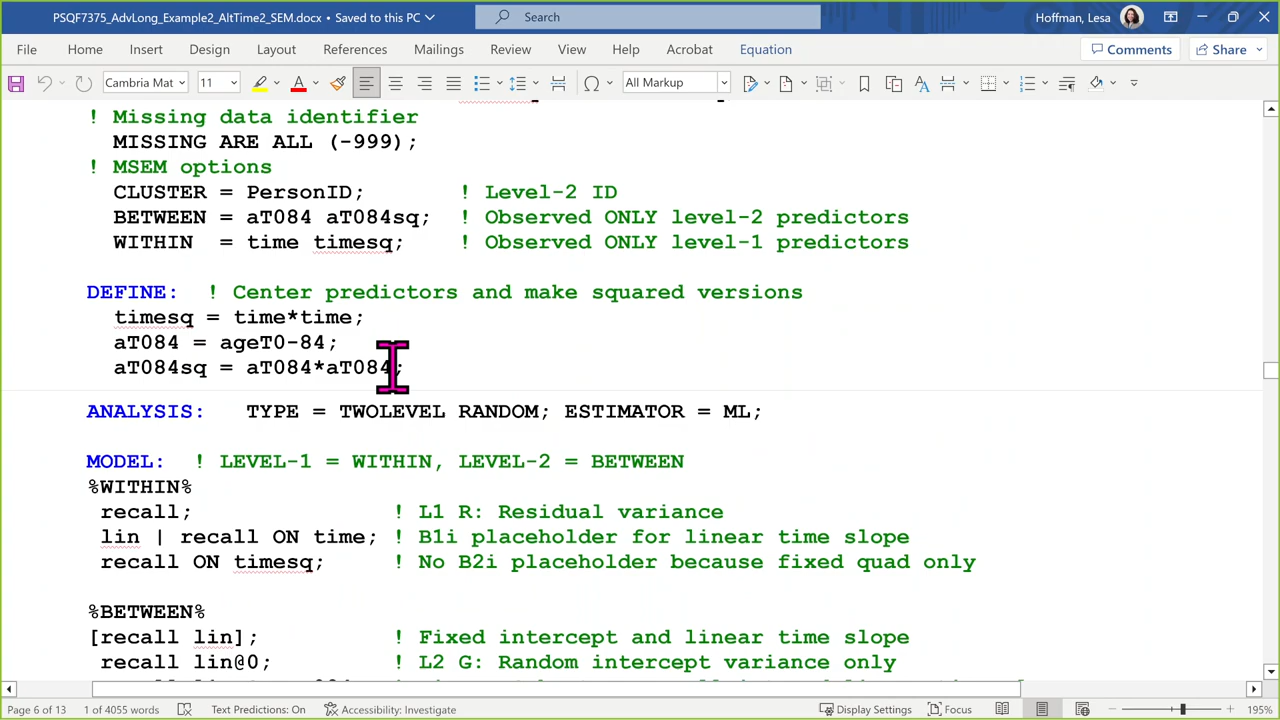 PSQF7375_AdvLong_Example2_AltTime2_SEM.docx • Saved to this PC
Search
Hoffman, Lesa
File Home Insert Design Layout References Mailings Review View Help Acrobat Equation Comments Share
Cambria Mat 11 All Markup
! Missing data identifier
MISSING ARE ALL (-999);
! MSEM options
CLUSTER = PersonID; ! Level-2 ID
BETWEEN = aT084 aT084sq; ! Observed ONLY level-2 predictors
WITHIN = time timesq; ! Observed ONLY level-1 predictors
DEFINE: ! Center predictors and make squared versions
timesq = time*time;
aT084 = ageT0-84;
aT084sq = aT084*aT084;
ANALYSIS: TYPE = TWOLEVEL RANDOM; ESTIMATOR = ML;
MODEL: ! LEVEL-1 = WITHIN, LEVEL-2 = BETWEEN
%WITHIN%
recall; ! L1 R: Residual variance
lin | recall ON time; ! B1i placeholder for linear time slope
recall ON timesq; ! No B2i placeholder because fixed quad only
%BETWEEN%
[recall lin]; ! Fixed intercept and linear time slope
recall lin@0; ! L2 G: Random intercept variance only
Page 6 of 13 1 of 4055 words Text Predictions: On Accessibility: Investigate Display Settings Focus 195%